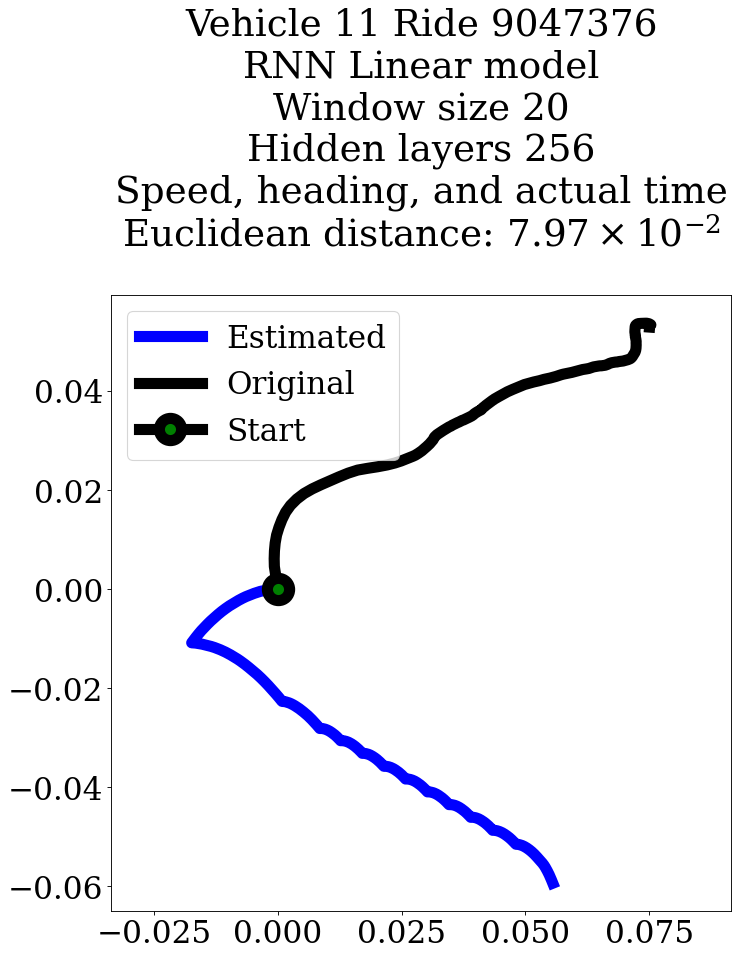 Vehicle 11 Ride 9047376
RNN Linear model
Window size 20
Hidden layers 256
Speed, heading, and actual time
Euclidean distance: 7.97 × 10⁻²
Estimated
Original
Start
0.04
0.02
0.00
−0.02
−0.04
−0.06
−0.025 0.000 0.025 0.050 0.075